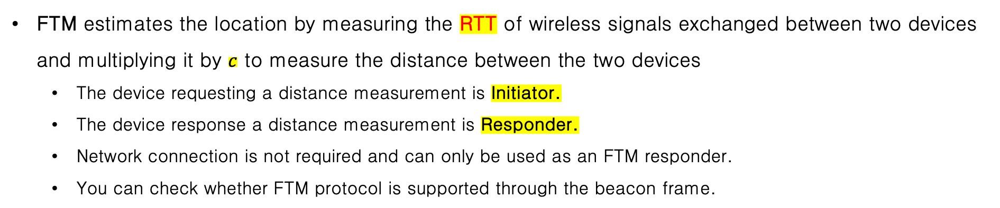 • FTM estimates the location by measuring the RTT of wireless signals exchanged between two devices
and multiplying it by c to measure the distance between the two devices
• The device requesting a distance measurement is Initiator.
• The device response a distance measurement is Responder.
• Network connection is not required and can only be used as an FTM responder.
• You can check whether FTM protocol is supported through the beacon frame.